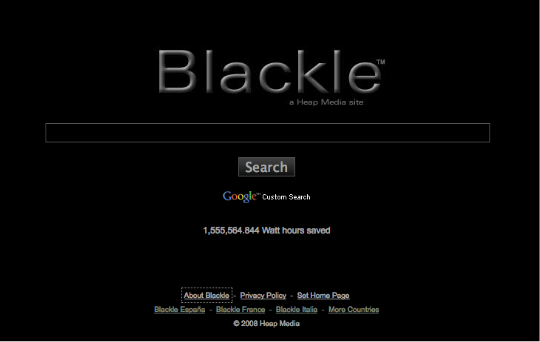 Blackle™
a Heap Media site
Search
Google™ Custom Search
1,555,564.844 Watt hours saved
About Blackle - Privacy Policy - Set Home Page
Blackle España - Blackle France - Blackle Italia - More Countries
© 2008 Heap Media